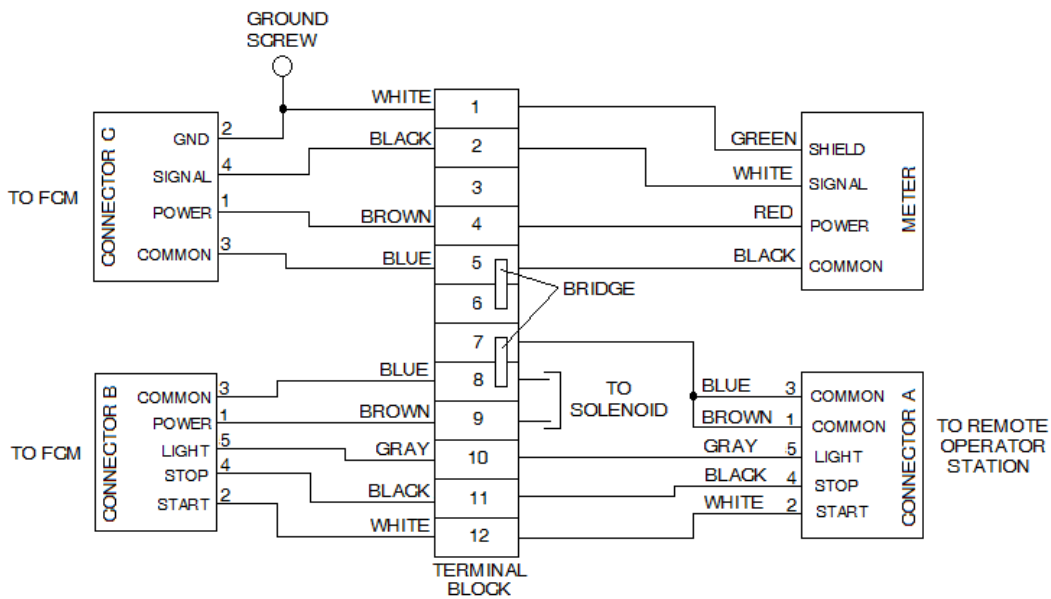 GROUND
SCREW
TO FCM
CONNECTOR C
GND
2
SIGNAL
4
POWER
1
COMMON
3
WHITE
BLACK
BROWN
BLUE
1
2
3
4
5
6
7
8
9
10
11
12
TERMINAL
BLOCK
BRIDGE
GREEN
WHITE
RED
BLACK
SHIELD
SIGNAL
POWER
COMMON
METER
TO FCM
CONNECTOR B
COMMON
3
POWER
1
LIGHT
5
STOP
4
START
2
BLUE
BROWN
GRAY
BLACK
WHITE
TO
SOLENOID
BLUE
3
BROWN
1
GRAY
5
BLACK
4
WHITE
2
COMMON
COMMON
LIGHT
STOP
START
CONNECTOR A
TO REMOTE
OPERATOR
STATION